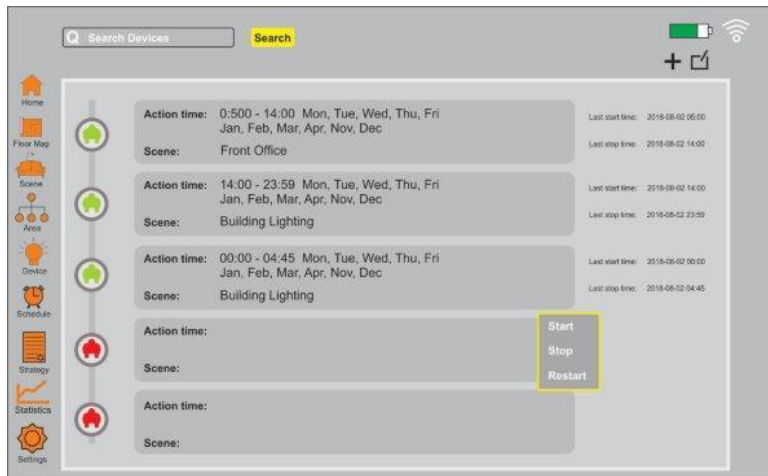 Search Devices
Search
Home
Floor Map
Scene
Area
Device
Schedule
Strategy
Statistics
Settings
Action time: 0:500 - 14:00 Mon, Tue, Wed, Thu, Fri
Jan, Feb, Mar, Apr, Nov, Dec
Scene: Front Office
Last start time: 2018-08-02 05:00
Last stop time: 2018-08-02 14:00
Action time: 14:00 - 23:59 Mon, Tue, Wed, Thu, Fri
Jan, Feb, Mar, Apr, Nov, Dec
Scene: Building Lighting
Last start time: 2018-08-02 14:00
Last stop time: 2018-08-02 23:59
Action time: 00:00 - 04:45 Mon, Tue, Wed, Thu, Fri
Jan, Feb, Mar, Apr, Nov, Dec
Scene: Building Lighting
Last start time: 2018-08-02 00:00
Last stop time: 2018-08-02 04:45
Action time:
Scene:
Start
Stop
Restart
Action time:
Scene: